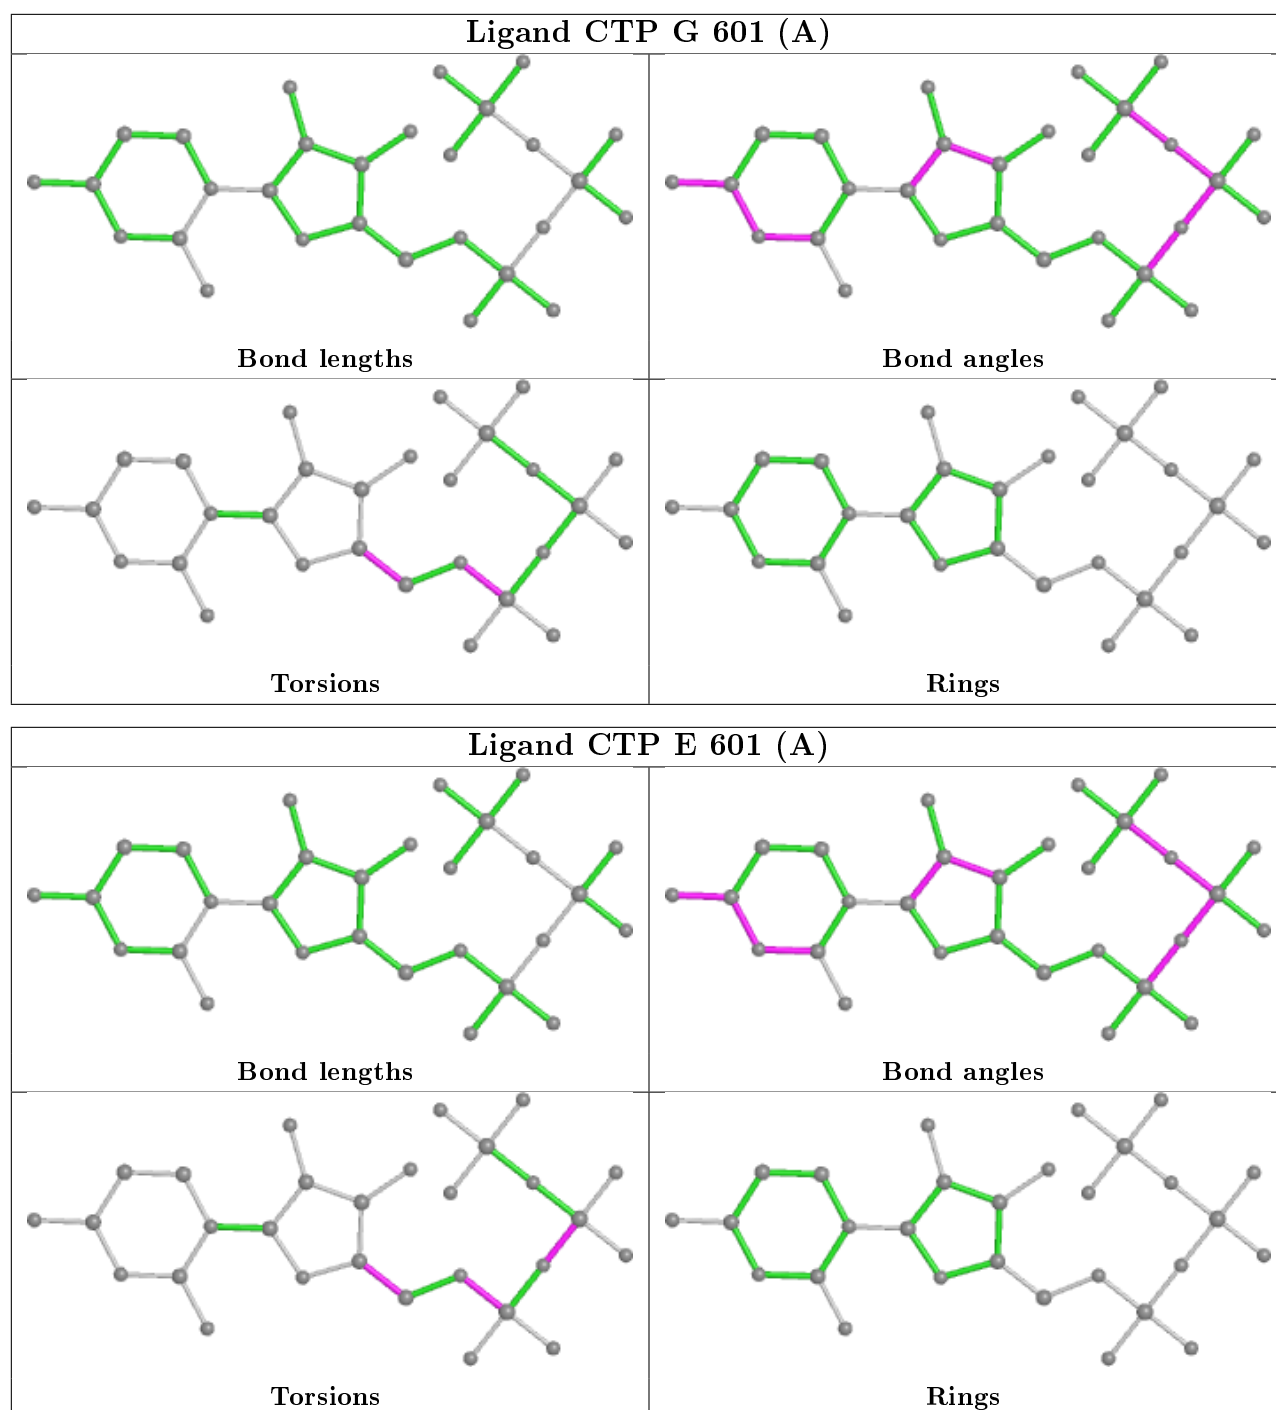 Ligand CTP G 601 (A)
Bond lengths
Bond angles
Torsions
Rings
Ligand CTP E 601 (A)
Bond lengths
Bond angles
Torsions
Rings